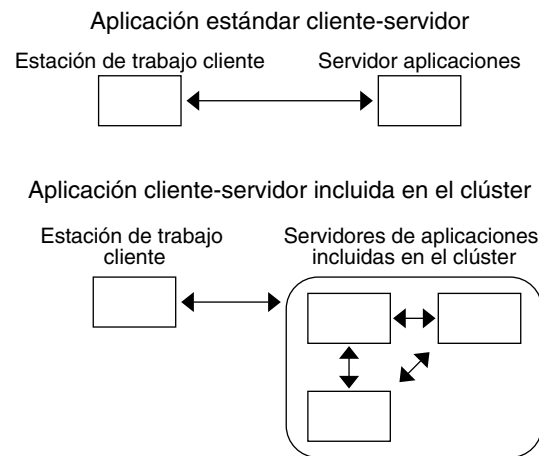 Aplicación estándar cliente-servidor
Estación de trabajo cliente
Servidor aplicaciones
Aplicación cliente-servidor incluida en el clúster
Estación de trabajo
cliente
Servidores de aplicaciones
incluidas en el clúster